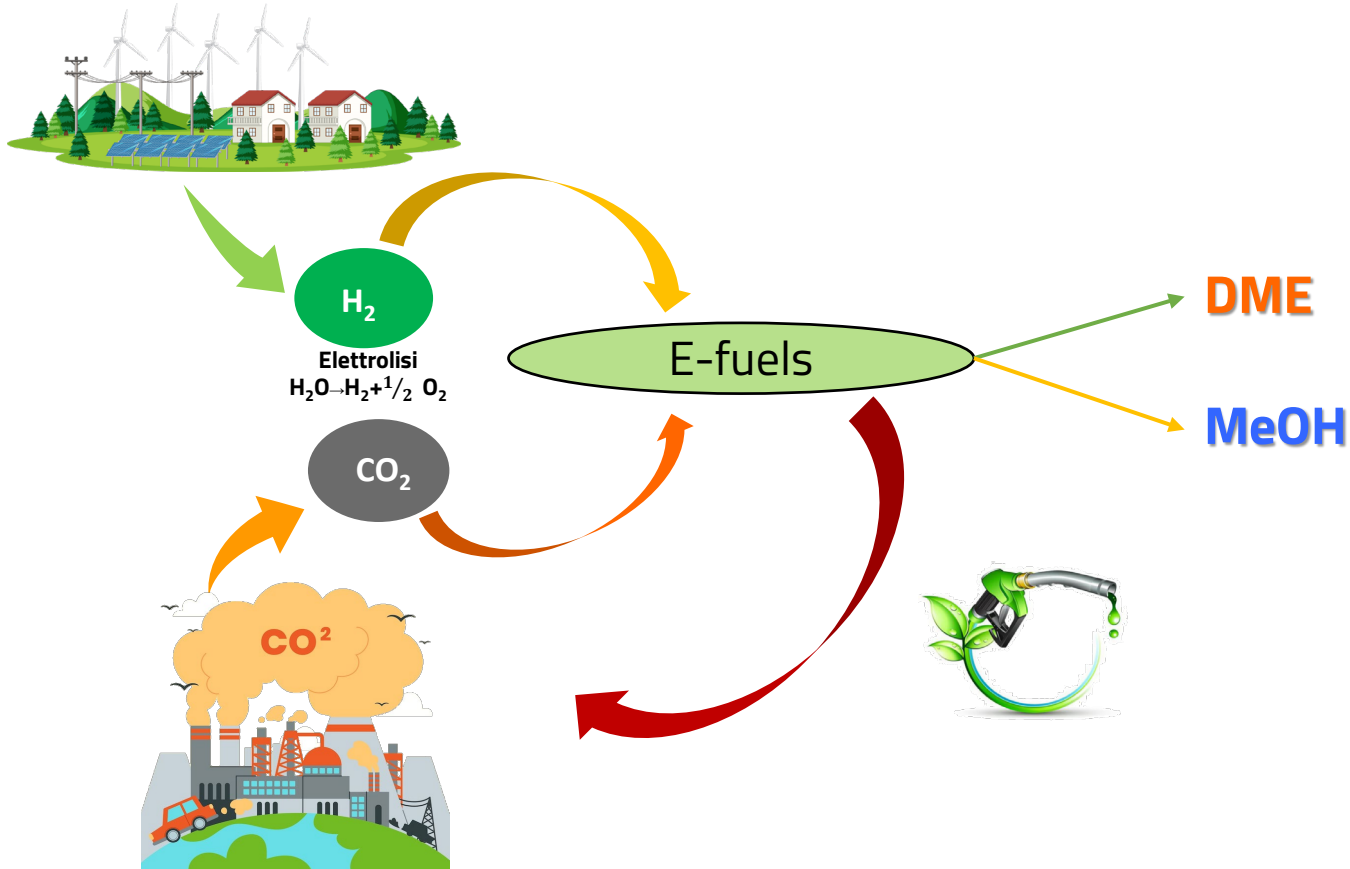 H₂
Elettrolisi
H₂O→H₂+¹/₂ O₂
CO₂
CO²
E-fuels
DME
MeOH